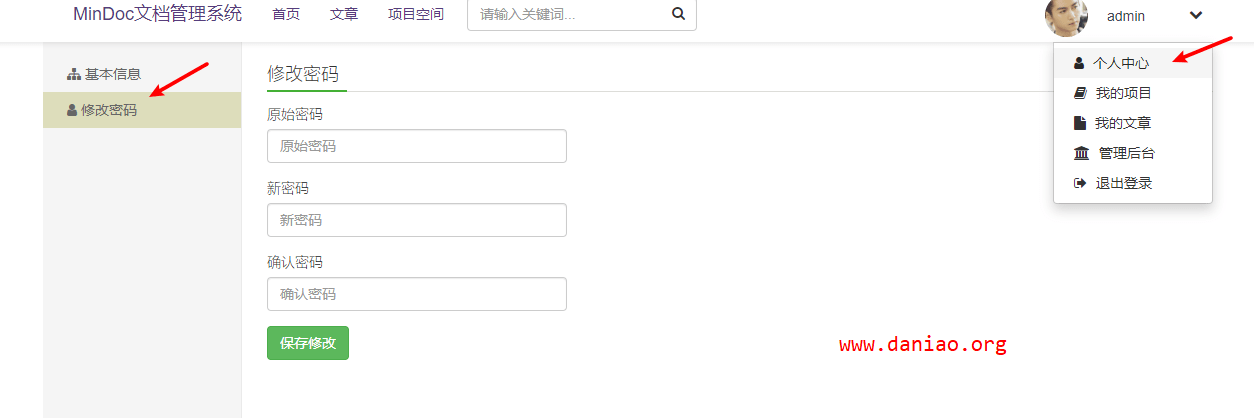 MinDoc文档管理系统 首页 文章 项目空间 请输入关键词... admin
基本信息
修改密码
修改密码
原始密码
原始密码
新密码
新密码
确认密码
确认密码
保存修改
个人中心
我的项目
我的文章
管理后台
退出登录
www.daniao.org